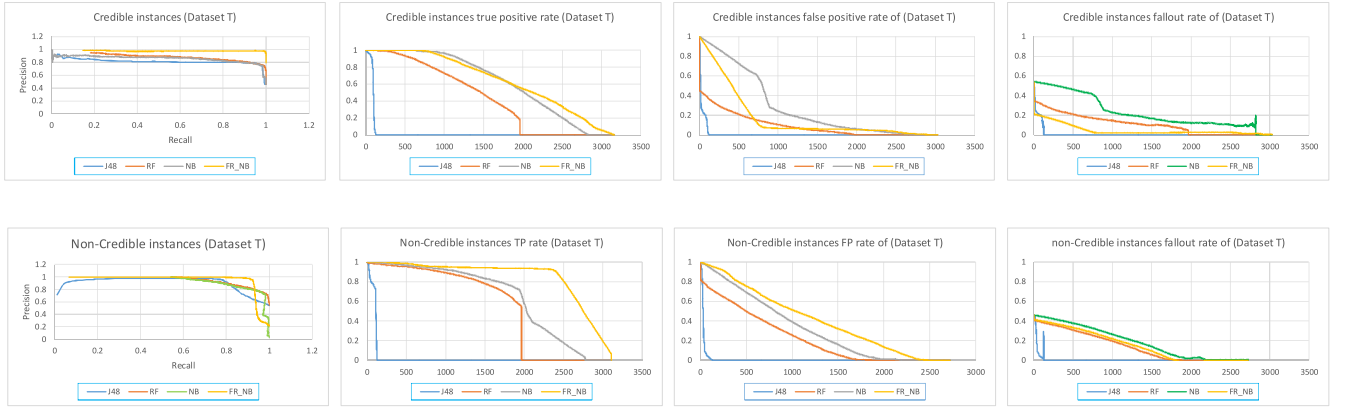 Credible instances (Dataset T)
Precision
1.2
1
0.8
0.6
0.4
0.2
0
0 0.2 0.4 0.6 0.8 1 1.2
Recall
J48 RF NB FR_NB
Credible instances true positive rate (Dataset T)
1
0.8
0.6
0.4
0.2
0
0 500 1000 1500 2000 2500 3000 3500
J48 RF NB FR_NB
Credible instances false positive rate of (Dataset T)
1
0.8
0.6
0.4
0.2
0
0 500 1000 1500 2000 2500 3000 3500
J48 RF NB FR_NB
Credible instances fallout rate of (Dataset T)
1
0.8
0.6
0.4
0.2
0
0 500 1000 1500 2000 2500 3000 3500
J48 RF NB FR_NB
Non-Credible instances (Dataset T)
Precision
1.2
1
0.8
0.6
0.4
0.2
0
0 0.2 0.4 0.6 0.8 1 1.2
Recall
J48 RF NB FR_NB
Non-Credible instances TP rate (Dataset T)
1
0.8
0.6
0.4
0.2
0
0 500 1000 1500 2000 2500 3000 3500
J48 RF NB FR_NB
Non-Credible instances FP rate of (Dataset T)
1
0.8
0.6
0.4
0.2
0
0 500 1000 1500 2000 2500 3000
J48 RF NB FR_NB
non-Credible instances fallout rate of (Dataset T)
1
0.8
0.6
0.4
0.2
0
0 500 1000 1500 2000 2500 3000 3500
J48 RF NB FR_NB